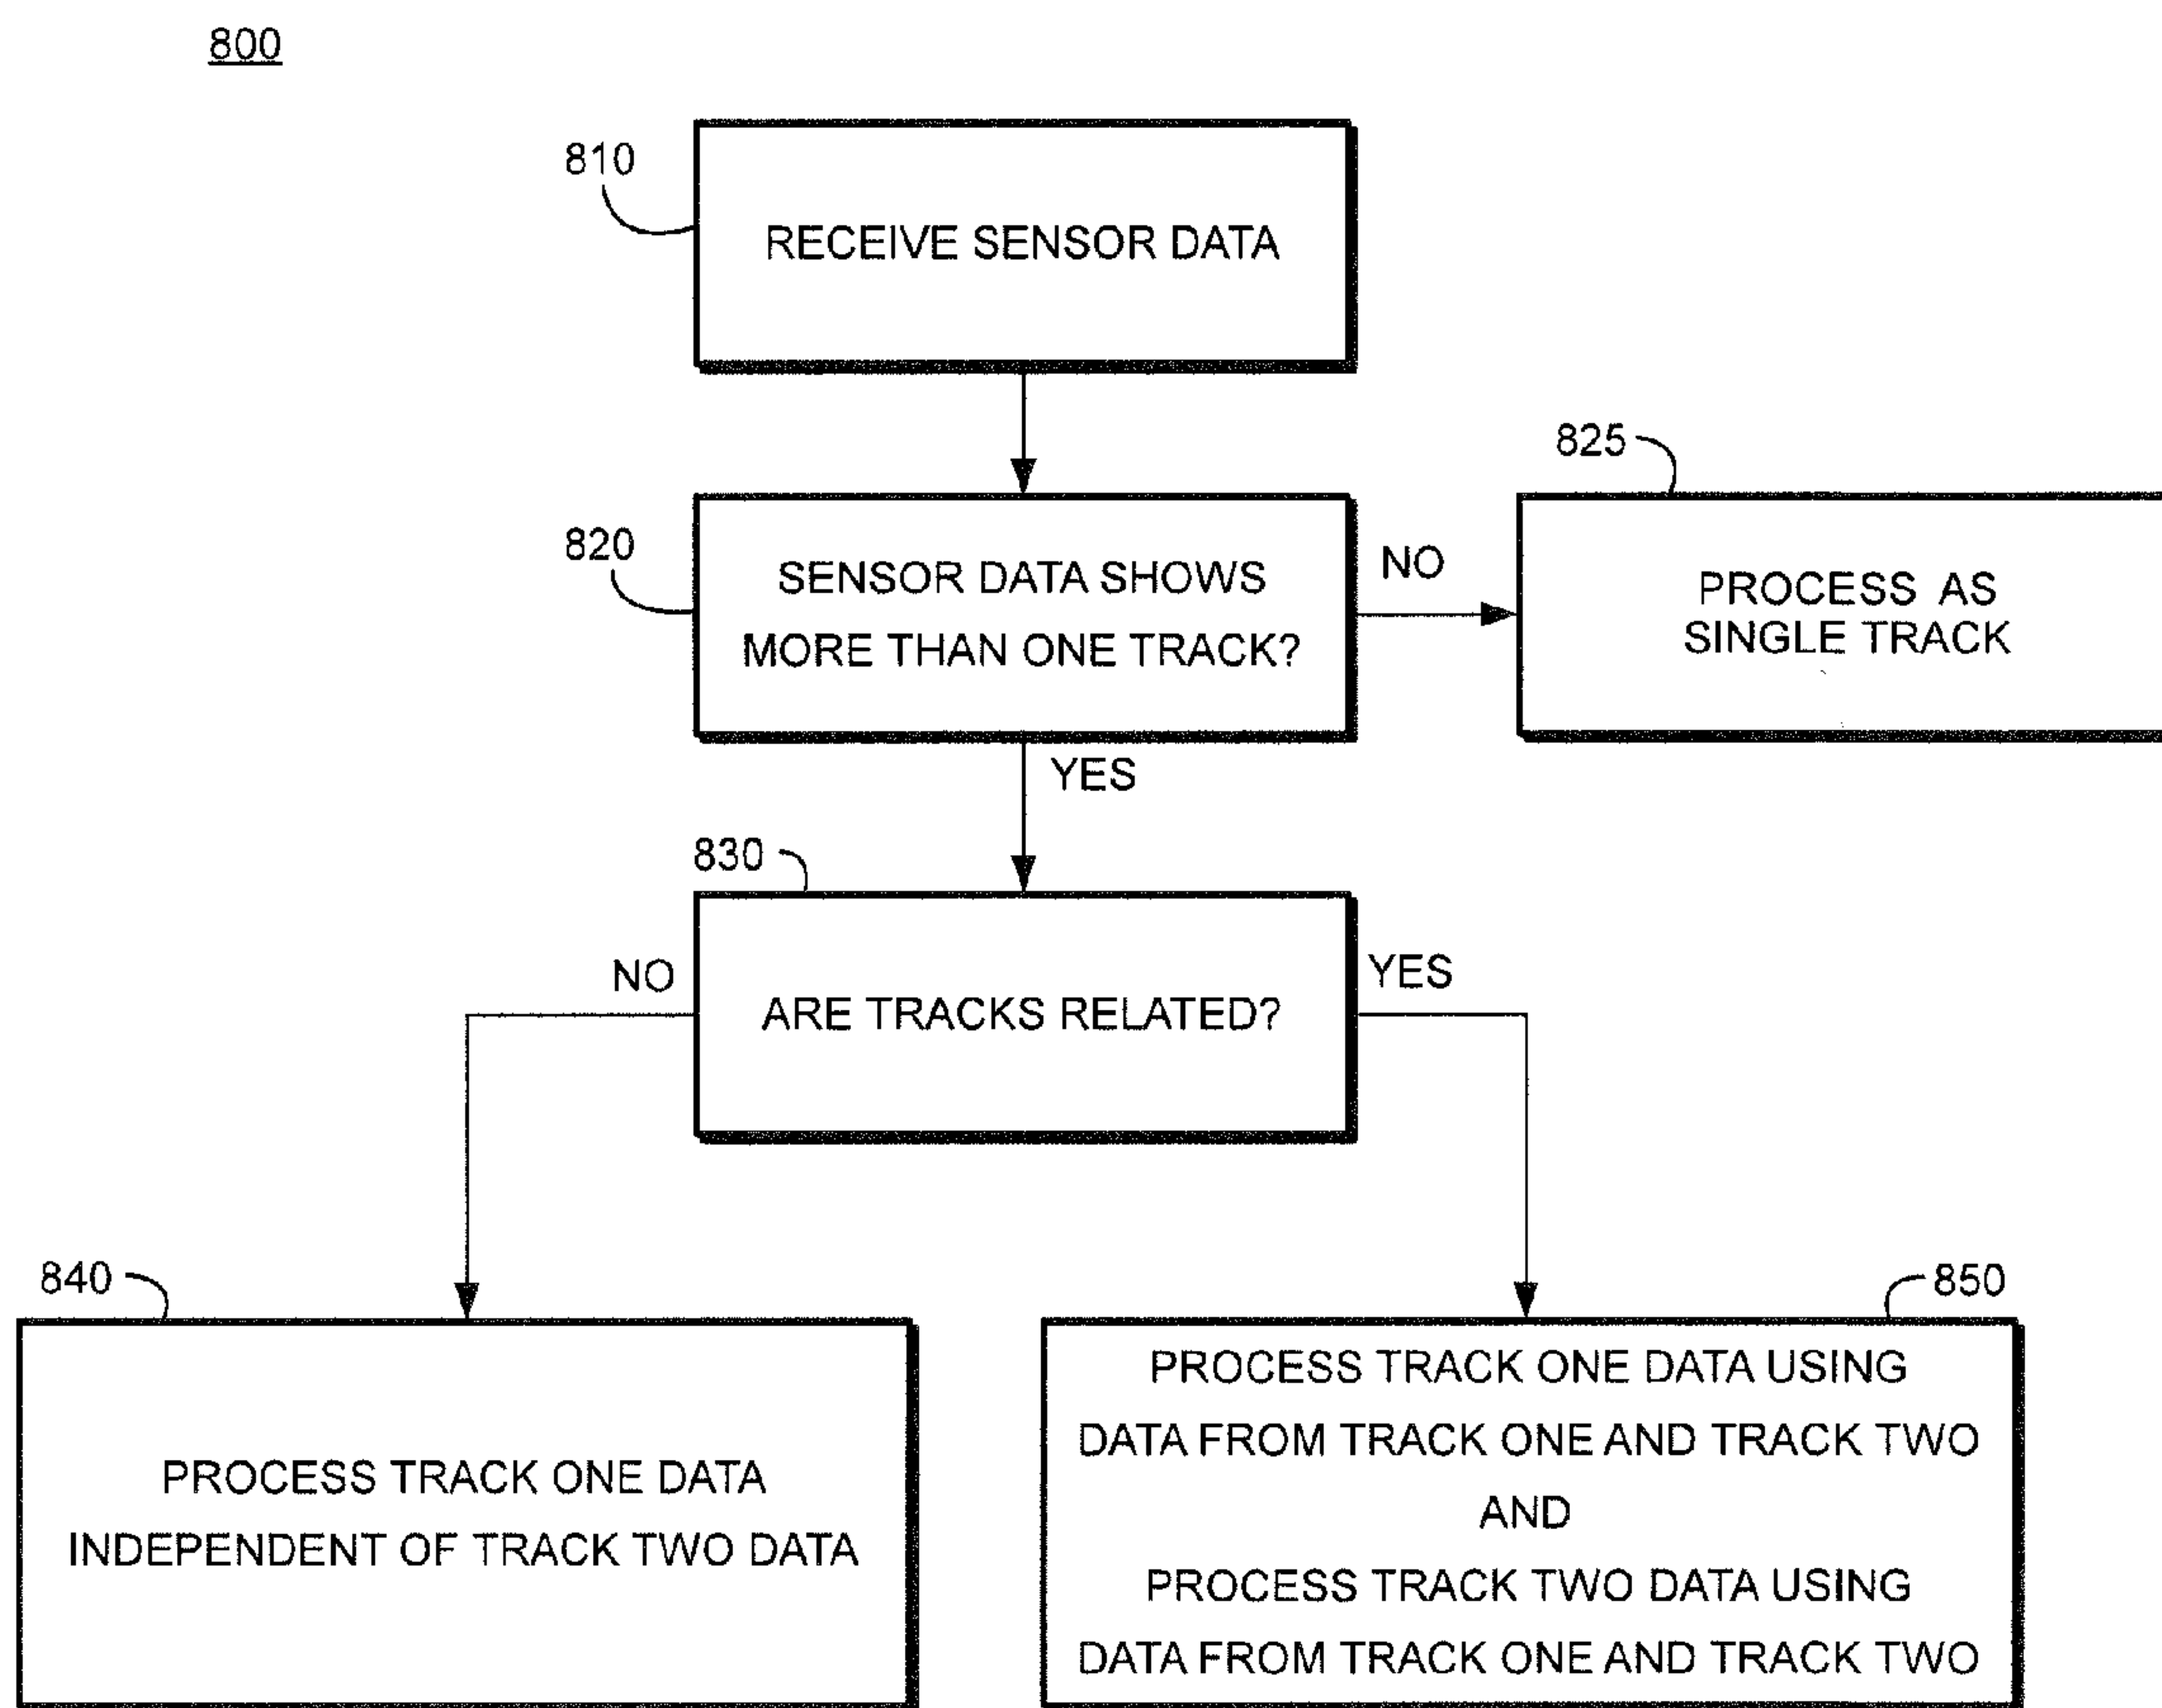 800
810
RECEIVE SENSOR DATA
825
820
SENSOR DATA SHOWS
MORE THAN ONE TRACK?
NO
PROCESS AS
SINGLE TRACK
YES
830
NO
ARE TRACKS RELATED?
YES
840
PROCESS TRACK ONE DATA
INDEPENDENT OF TRACK TWO DATA
850
PROCESS TRACK ONE DATA USING
DATA FROM TRACK ONE AND TRACK TWO
AND
PROCESS TRACK TWO DATA USING
DATA FROM TRACK ONE AND TRACK TWO